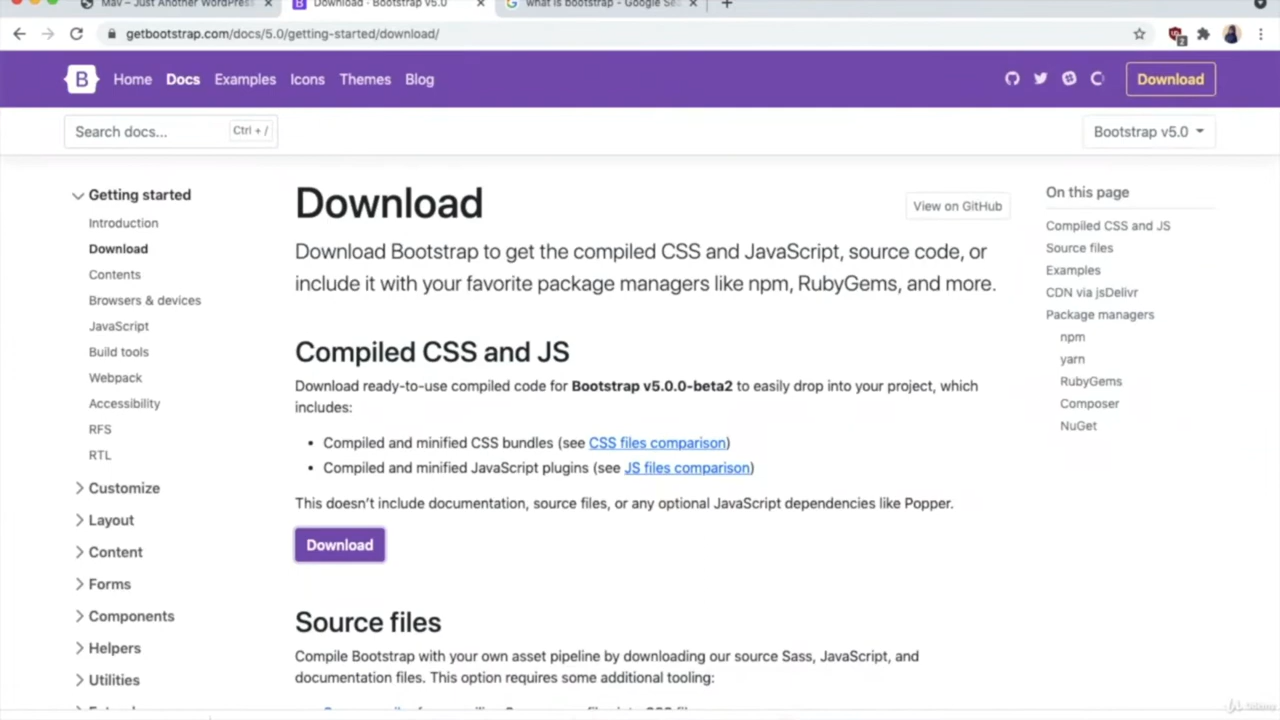 Mav – Just Another WordPress
Download · Bootstrap v5.0
what is bootstrap - Google Sea
getbootstrap.com/docs/5.0/getting-started/download/
2
B
Home Docs Examples Icons Themes Blog
Download
Search docs... Ctrl + /
Bootstrap v5.0
Getting started
Introduction
Download
Contents
Browsers & devices
JavaScript
Build tools
Webpack
Accessibility
RFS
RTL
Customize
Layout
Content
Forms
Components
Helpers
Utilities
Download
View on GitHub
Download Bootstrap to get the compiled CSS and JavaScript, source code, or
include it with your favorite package managers like npm, RubyGems, and more.
Compiled CSS and JS
Download ready-to-use compiled code for Bootstrap v5.0.0-beta2 to easily drop into your project, which
includes:
• Compiled and minified CSS bundles (see CSS files comparison)
• Compiled and minified JavaScript plugins (see JS files comparison)
This doesn't include documentation, source files, or any optional JavaScript dependencies like Popper.
Download
Source files
Compile Bootstrap with your own asset pipeline by downloading our source Sass, JavaScript, and
documentation files. This option requires some additional tooling:
On this page
Compiled CSS and JS
Source files
Examples
CDN via jsDelivr
Package managers
npm
yarn
RubyGems
Composer
NuGet